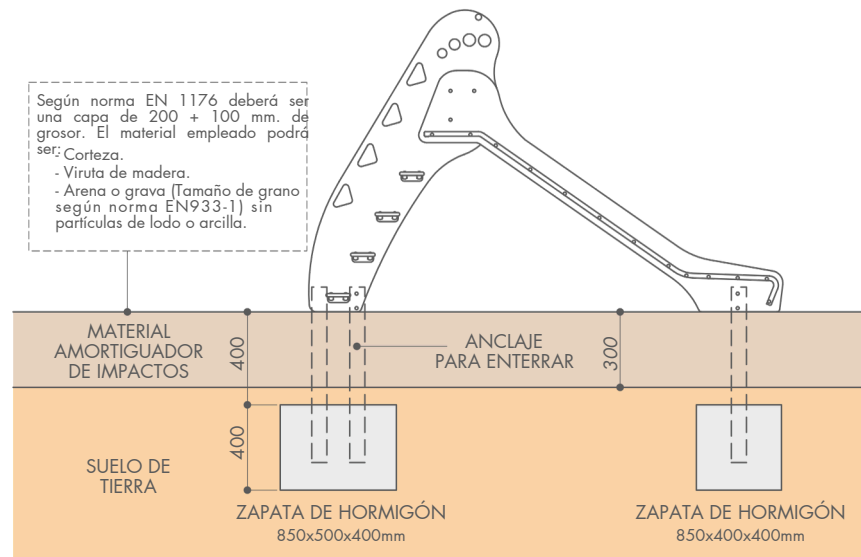 Según norma EN 1176 deberá ser
una capa de 200 + 100 mm. de
grosor. El material empleado podrá
ser:
- Corteza.
- Viruta de madera.
- Arena o grava (Tamaño de grano
según norma EN933-1) sin
partículas de lodo o arcilla.
MATERIAL
AMORTIGUADOR
DE IMPACTOS
400
ANCLAJE
PARA ENTERRAR
300
400
SUELO DE
TIERRA
ZAPATA DE HORMIGÓN
850x500x400mm
ZAPATA DE HORMIGÓN
850x400x400mm